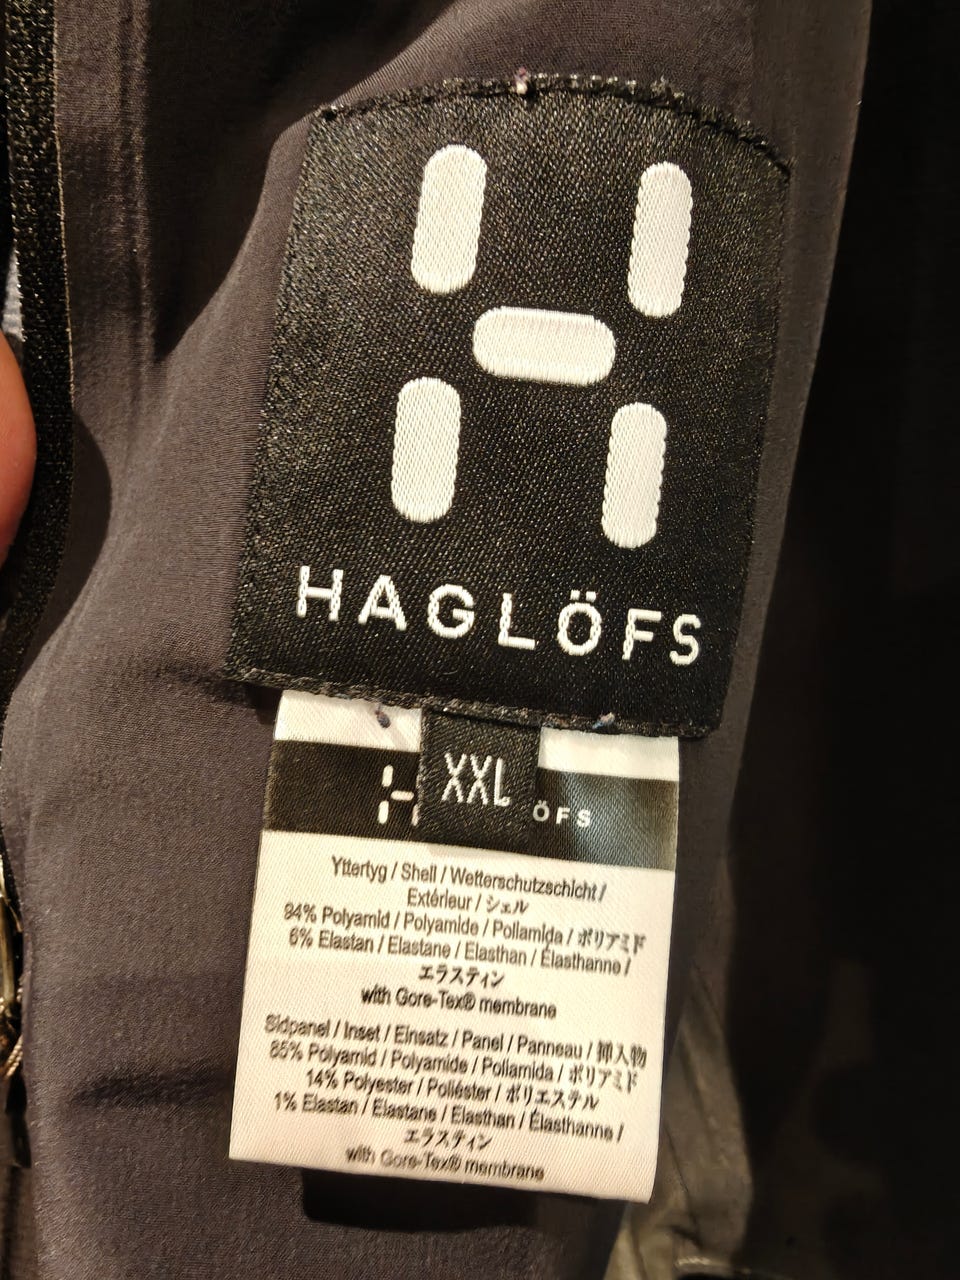 HAGLÖFS
XXL
ÖFS
Yttertyg / Shell / Wetterschutzschicht /
Extérieur / シェル
94% Polyamid / Polyamide / Poliamida / ポリアミド
6% Elastan / Elastane / Elasthan / Élasthanne /
エラスティン
with Gore-Tex® membrane
Sidpanel / Inset / Einsatz / Panel / Panneau / 挿入物
85% Polyamid / Polyamide / Poliamida / ポリアミド
14% Polyester / Poliéster / ポリエステル
1% Elastan / Elastane / Elasthan / Élasthanne /
エラスティン
with Gore-Tex® membrane